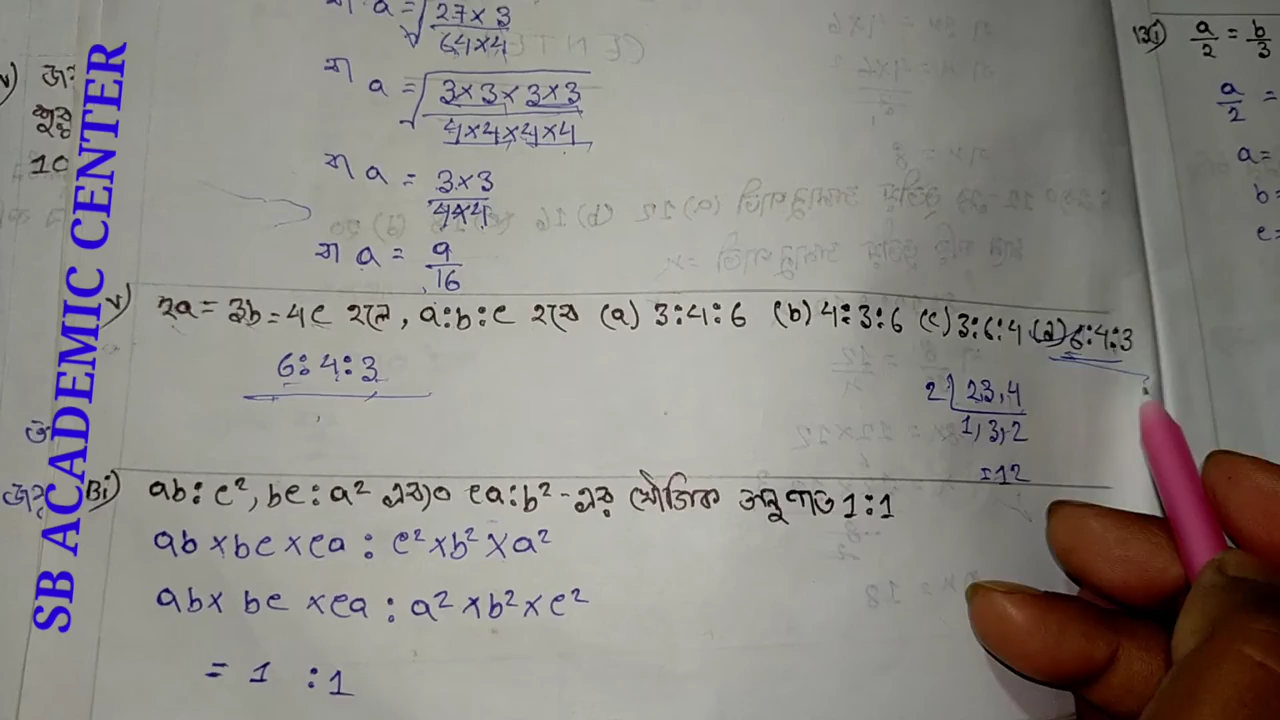 SB ACADEMIC CENTER
বা a = √27×3/64×4
বা a = √3×3×3×3/4×4×4×4
বা a = 3×3/4×4
বা a = 9/16
v) 2a = 3b = 4c হলে, a:b:c হবে (a) 3:4:6 (b) 4:3:6 (c) 3:6:4 (d) 6:4:3
6:4:3
2 2,3,4
1,3,2
=12
Bi) ab:c², bc:a² এবং ca:b² -এর যৌগিক অনুপাত 1:1
ab×bc×ca : c²×b²×a²
ab× bc ×ca : a²×b²×c²
= 1 : 1
10
a/2 = b/3
a/2 =
a=
b=
c=